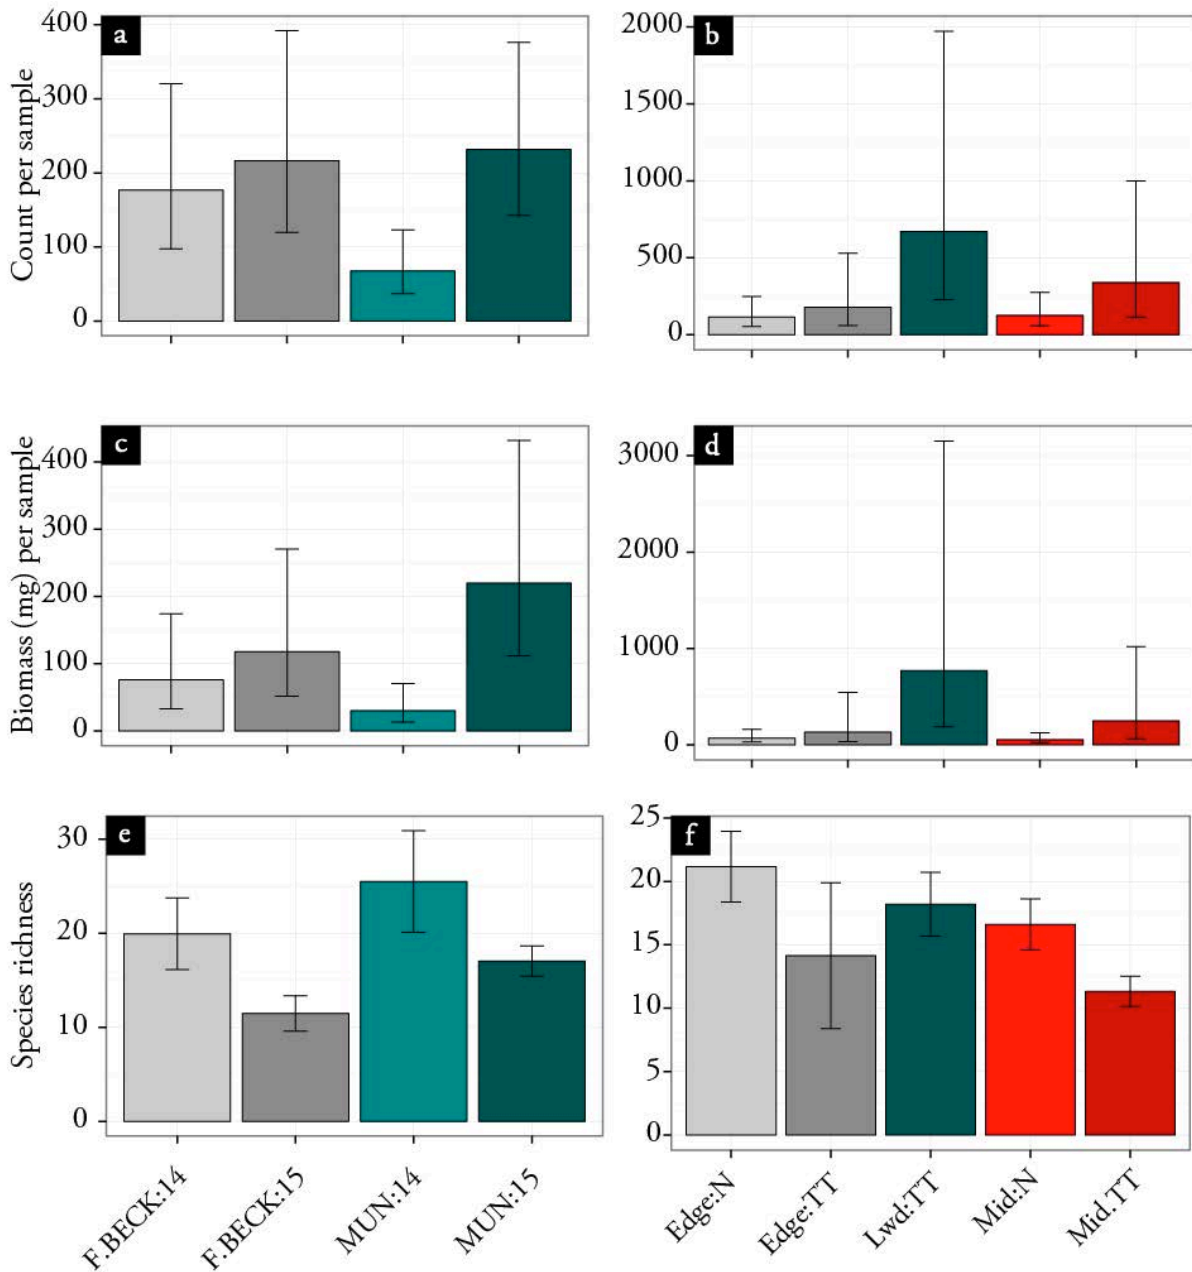 a
400
300
200
100
0
Count per sample
b
2000
1500
1000
500
0
c
400
300
200
100
0
Biomass (mg) per sample
d
3000
2000
1000
0
e
30
20
10
0
Species richness
F.BECK:14
F.BECK:15
MUN:14
MUN:15
f
25
20
15
10
5
0
Edge:N
Edge:TT
Lwd:TT
Mid:N
Mid.TT